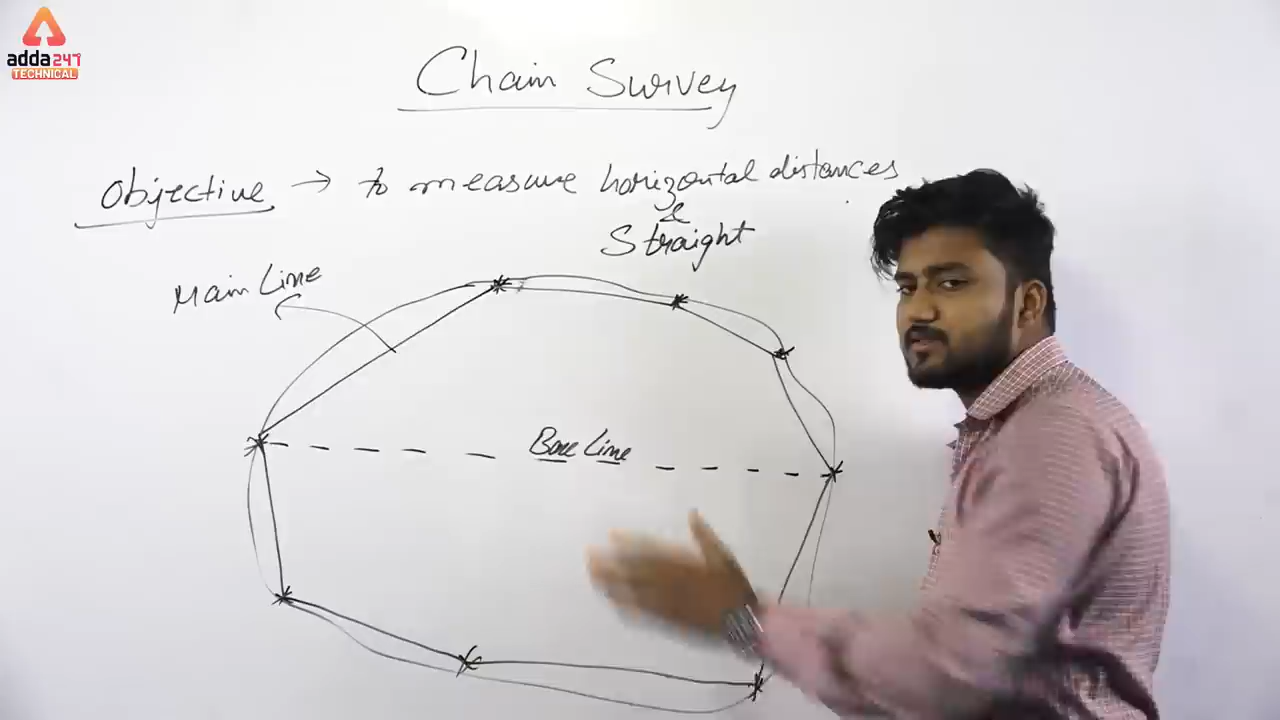 adda247
TECHNICAL
Chain Survey
Objective → to measure horizontal distances
&
Straight
Main Line
Base Line